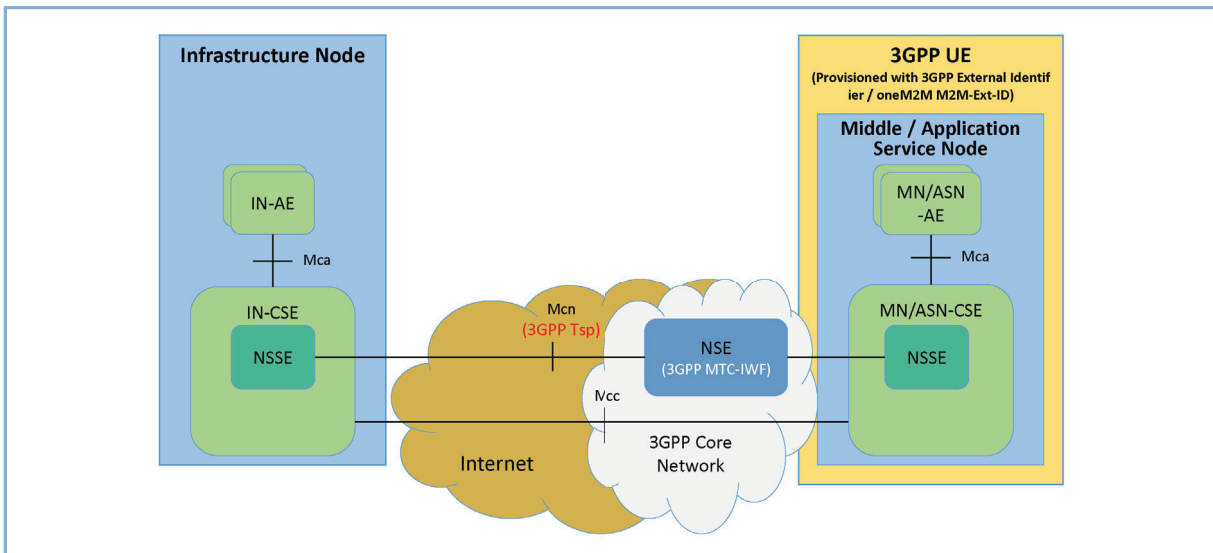 Infrastructure Node
IN-AE
Mca
IN-CSE
NSSE
Mcn
(3GPP Tsp)
Mcc
Internet
NSE
(3GPP MTC-IWF)
3GPP Core
Network
3GPP UE
(Provisioned with 3GPP External Identif
ier / oneM2M M2M-Ext-ID)
Middle / Application
Service Node
MN/ASN
-AE
Mca
MN/ASN-CSE
NSSE